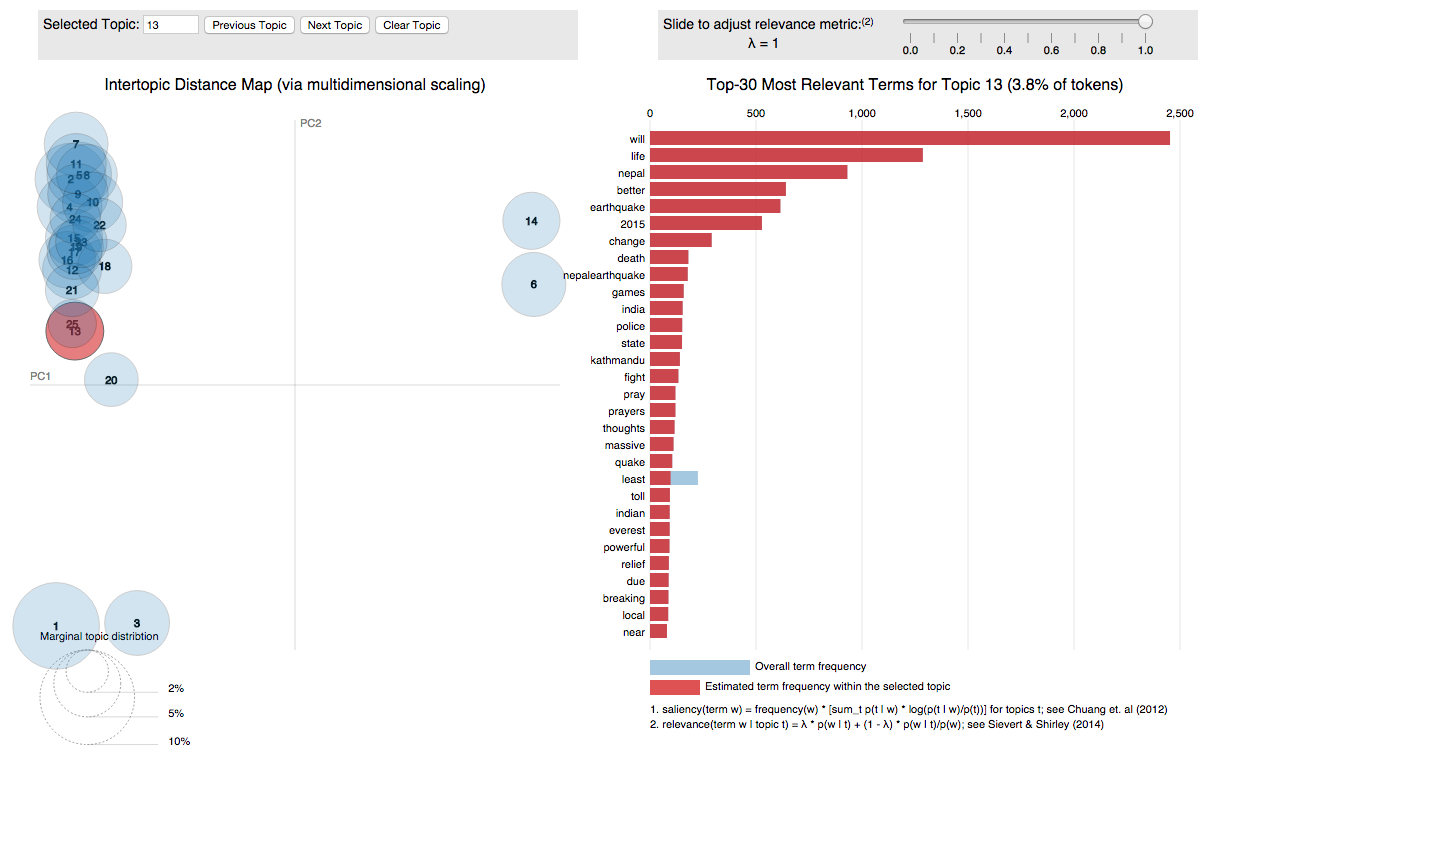 Selected Topic: 13 Previous Topic Next Topic Clear Topic
Slide to adjust relevance metric:(2)
λ = 1
0.0 0.2 0.4 0.6 0.8 1.0
Intertopic Distance Map (via multidimensional scaling)
PC2
PC1
7
11
2
5
8
9
10
4
24
22
15
23
17
16
12
18
21
25
13
20
14
6
1
3
Marginal topic distribtion
2%
5%
10%
Top-30 Most Relevant Terms for Topic 13 (3.8% of tokens)
0 500 1,000 1,500 2,000 2,500
will
life
nepal
better
earthquake
2015
change
death
nepalearthquake
games
india
police
state
kathmandu
fight
pray
prayers
thoughts
massive
quake
least
toll
indian
everest
powerful
relief
due
breaking
local
near
Overall term frequency
Estimated term frequency within the selected topic
1. saliency(term w) = frequency(w) * [sum_t p(t | w) * log(p(t | w)/p(t))] for topics t; see Chuang et. al (2012)
2. relevance(term w | topic t) = λ * p(w | t) + (1 - λ) * p(w | t)/p(w); see Sievert & Shirley (2014)